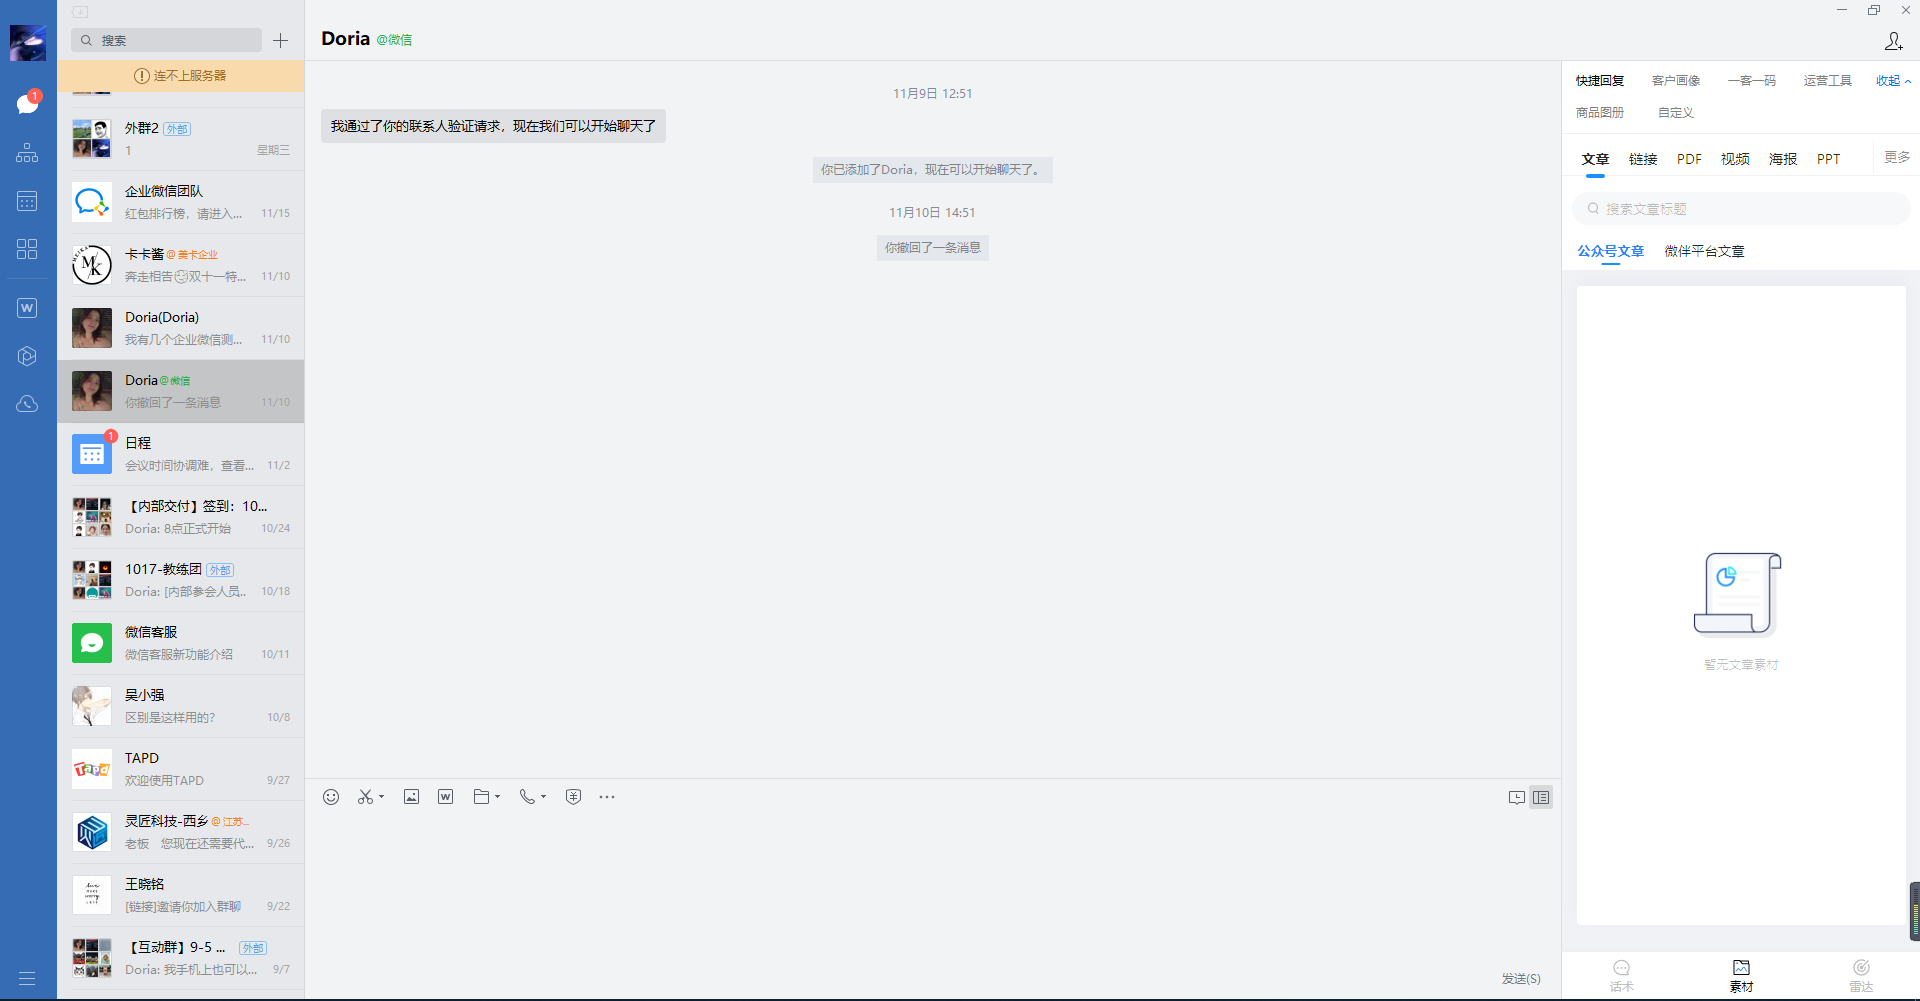 搜索
连不上服务器
1
外群2 外部
1 星期三
企业微信团队
红包排行榜，请进入... 11/15
卡卡酱 @美卡企业
奔走相告 双十一特... 11/10
Doria(Doria)
我有几个企业微信测... 11/10
Doria@微信
你撤回了一条消息 11/10
1
日程
会议时间协调难，查看... 11/2
【内部交付】签到：10...
Doria: 8点正式开始 10/24
1017-教练团 外部
Doria: [内部参会人员.. 10/18
微信客服
微信客服新功能介绍 10/11
吴小强
区别是这样用的？ 10/8
TAPD
欢迎使用TAPD 9/27
灵匠科技-西乡 @江苏...
老板 您现在还需要代... 9/26
王晓铭
[链接]邀请你加入群聊 9/22
【互动群】9-5 ... 外部
Doria: 我手机上也可以... 9/7
Doria @微信
11月9日 12:51
我通过了你的联系人验证请求，现在我们可以开始聊天了
你已添加了Doria，现在可以开始聊天了。
11月10日 14:51
你撤回了一条消息
发送(S)
快捷回复 客户画像 一客一码 运营工具 收起
商品图册 自定义
文章 链接 PDF 视频 海报 PPT 更多
搜索文章标题
公众号文章 微伴平台文章
暂无文章素材
话术 素材 雷达